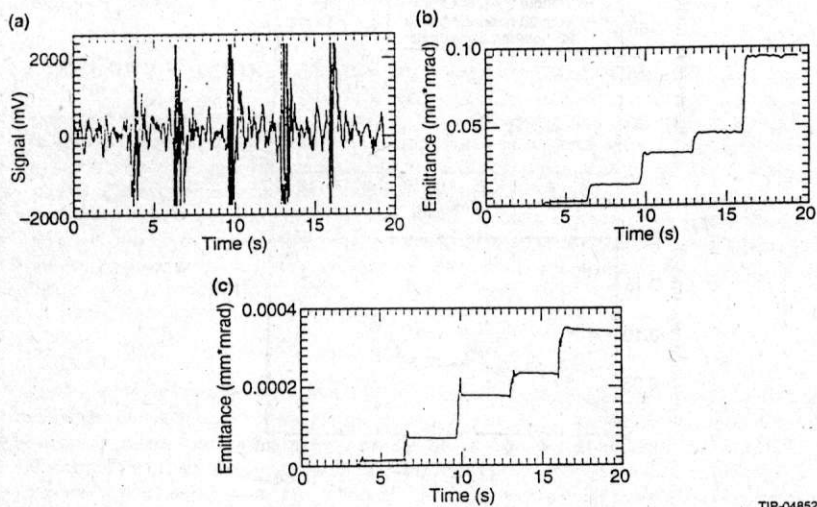 (a)
2000
0
−2000
Signal (mV)
0 5 10 15 20
Time (s)
(b)
0.10
0.05
0
Emittance (mm*mrad)
0 5 10 15 20
Time (s)
(c)
0.0004
0.0002
0
Emittance (mm*mrad)
0 5 10 15 20
Time (s)
TIP-04852